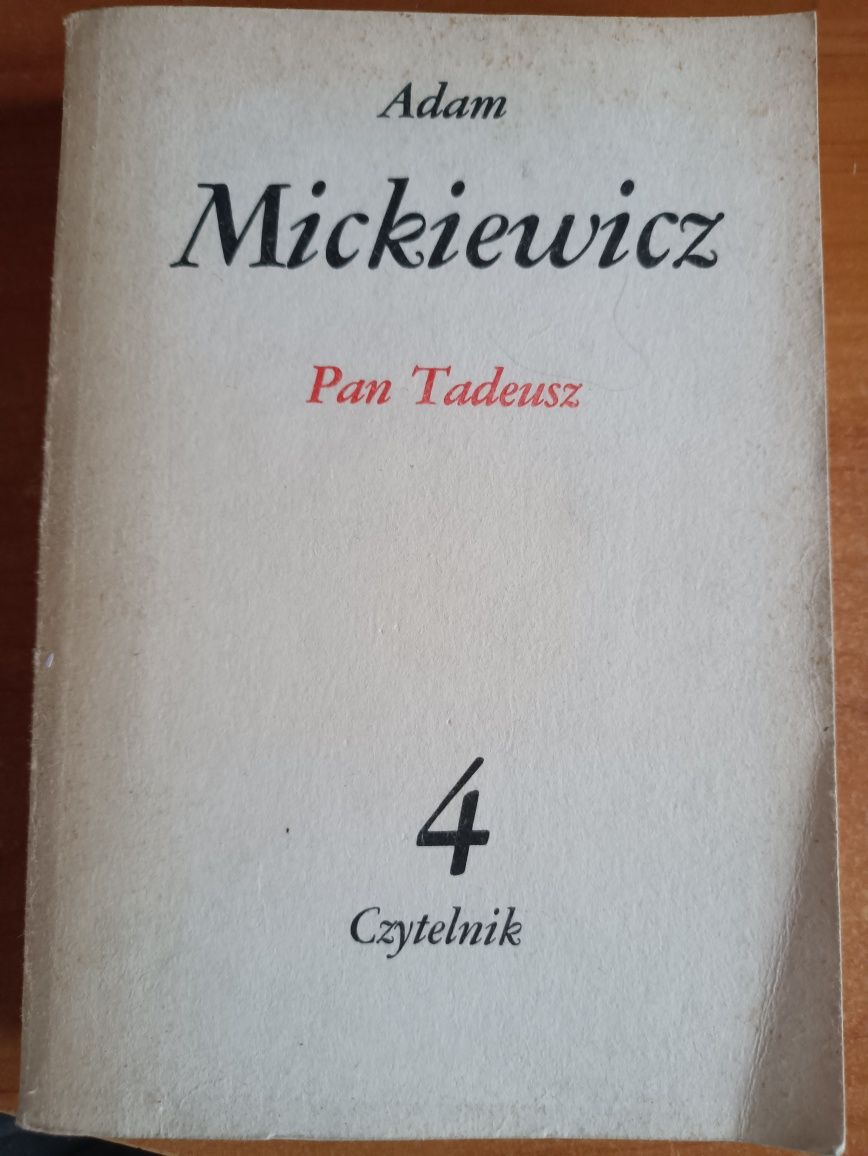 Adam
Mickiewicz
Pan Tadeusz
4
Czytelnik